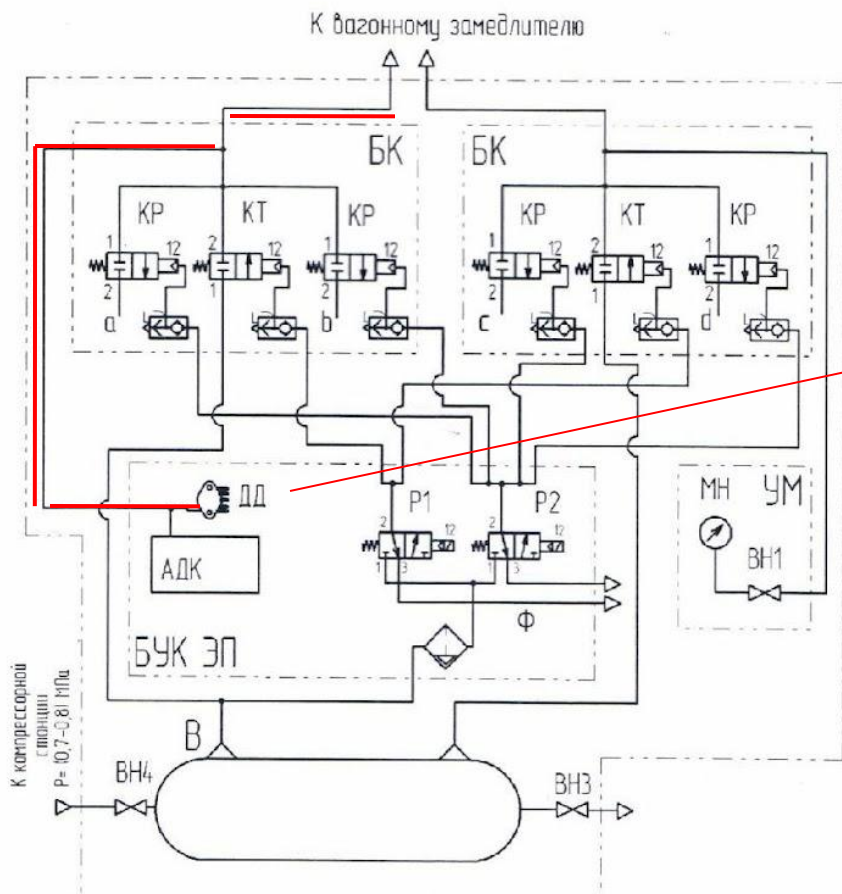 К вагонному замедлителю
БК
БК
КР
КТ
КР
КР
КТ
КР
1
12
2
12
1
12
1
12
2
12
1
12
2
1
2
2
1
2
a
b
c
d
ДД
Р1
Р2
МН
УМ
2
12
2
12
АДК
1
3
1
3
ВН1
Ф
БУК ЭП
К компрессорной
станции
Р= (0,7-0,8) МПа
В
ВН4
ВН3